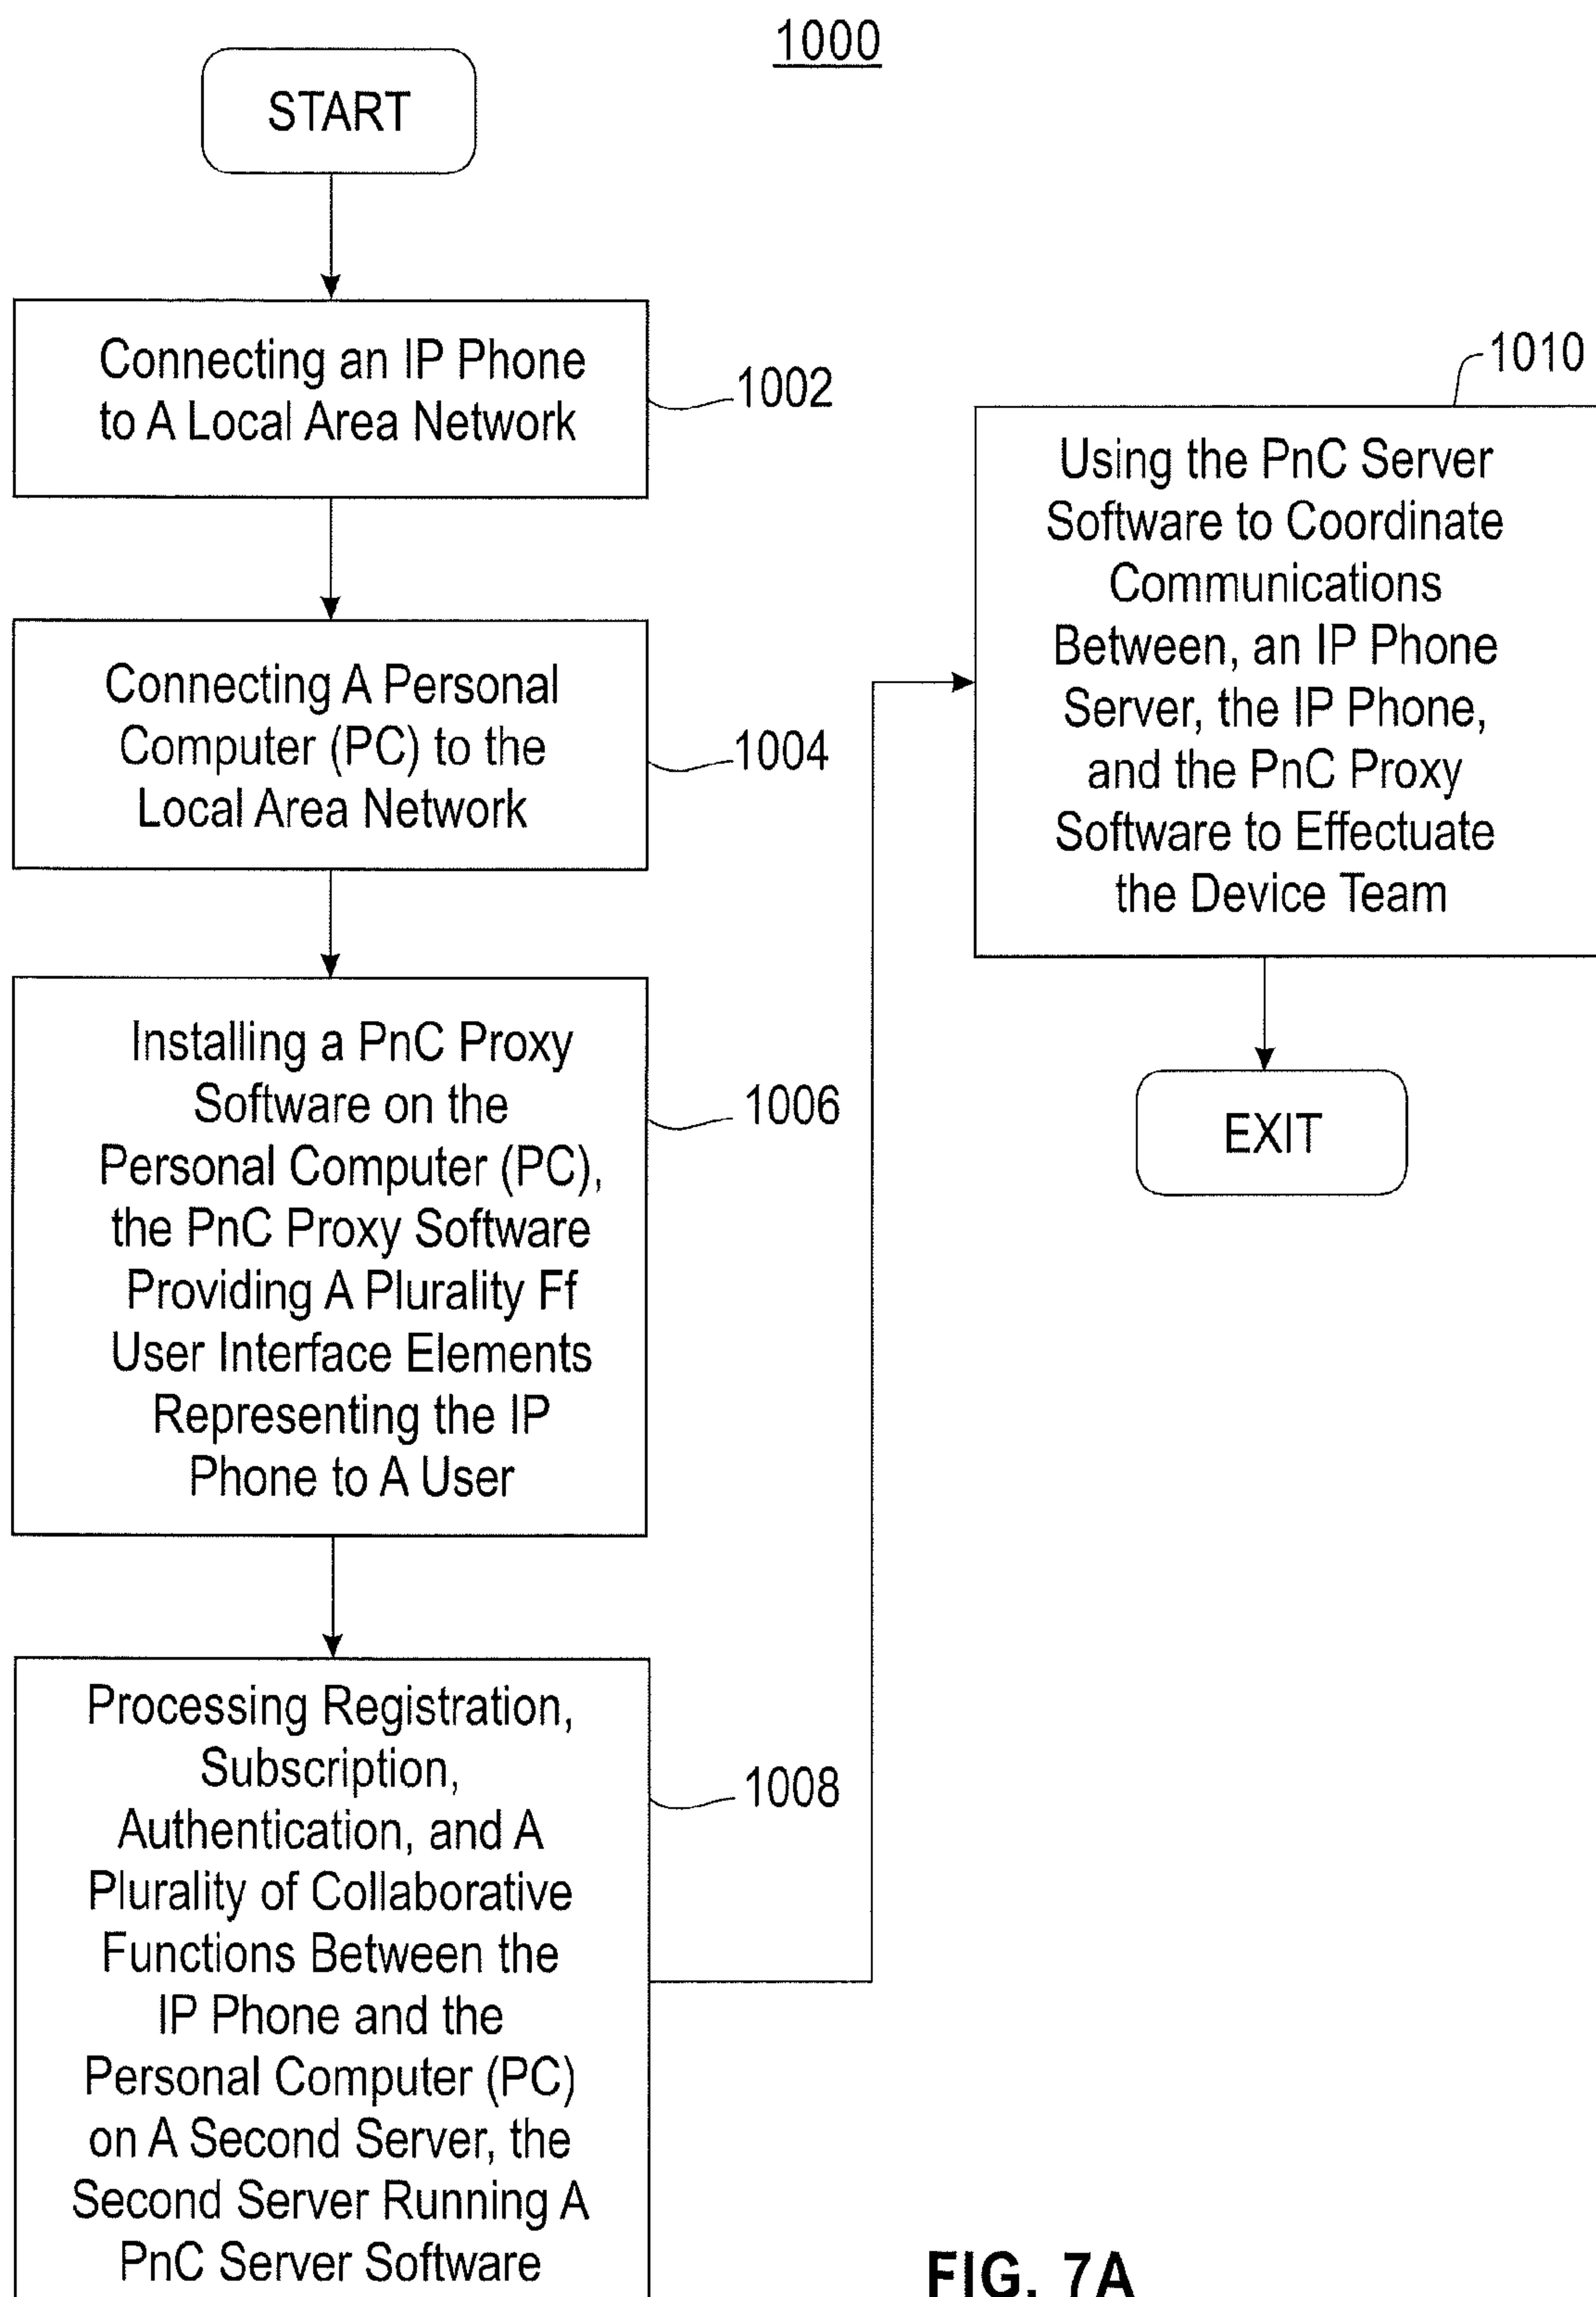 1000
START
Connecting an IP Phone
to A Local Area Network
1002
Connecting A Personal
Computer (PC) to the
Local Area Network
1004
Installing a PnC Proxy
Software on the
Personal Computer (PC),
the PnC Proxy Software
Providing A Plurality Ff
User Interface Elements
Representing the IP
Phone to A User
1006
Processing Registration,
Subscription,
Authentication, and A
Plurality of Collaborative
Functions Between the
IP Phone and the
Personal Computer (PC)
on A Second Server, the
Second Server Running A
PnC Server Software
1008
1010
Using the PnC Server
Software to Coordinate
Communications
Between, an IP Phone
Server, the IP Phone,
and the PnC Proxy
Software to Effectuate
the Device Team
EXIT
FIG. 7A